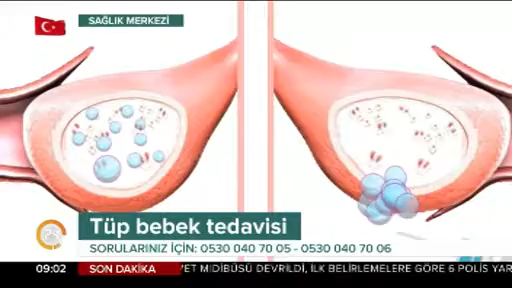 SAĞLIK MERKEZİ
Tüp bebek tedavisi
SORULARINIZ İÇİN: 0530 040 70 05 - 0530 040 70 06
09:02 SON DAKİKA MİDİBÜSÜ DEVRİLDİ, İLK BELİRLEMELERE GÖRE 6 POLİS